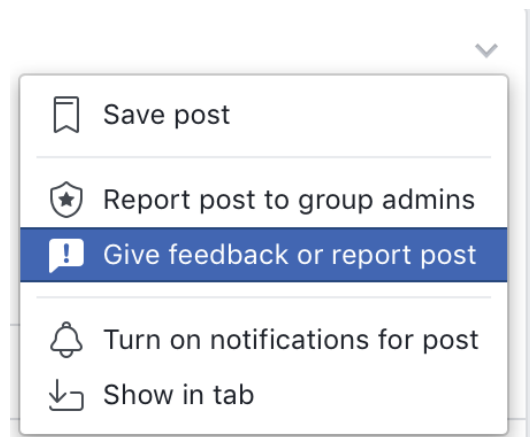 Save post
Report post to group admins
Give feedback or report post
Turn on notifications for post
Show in tab